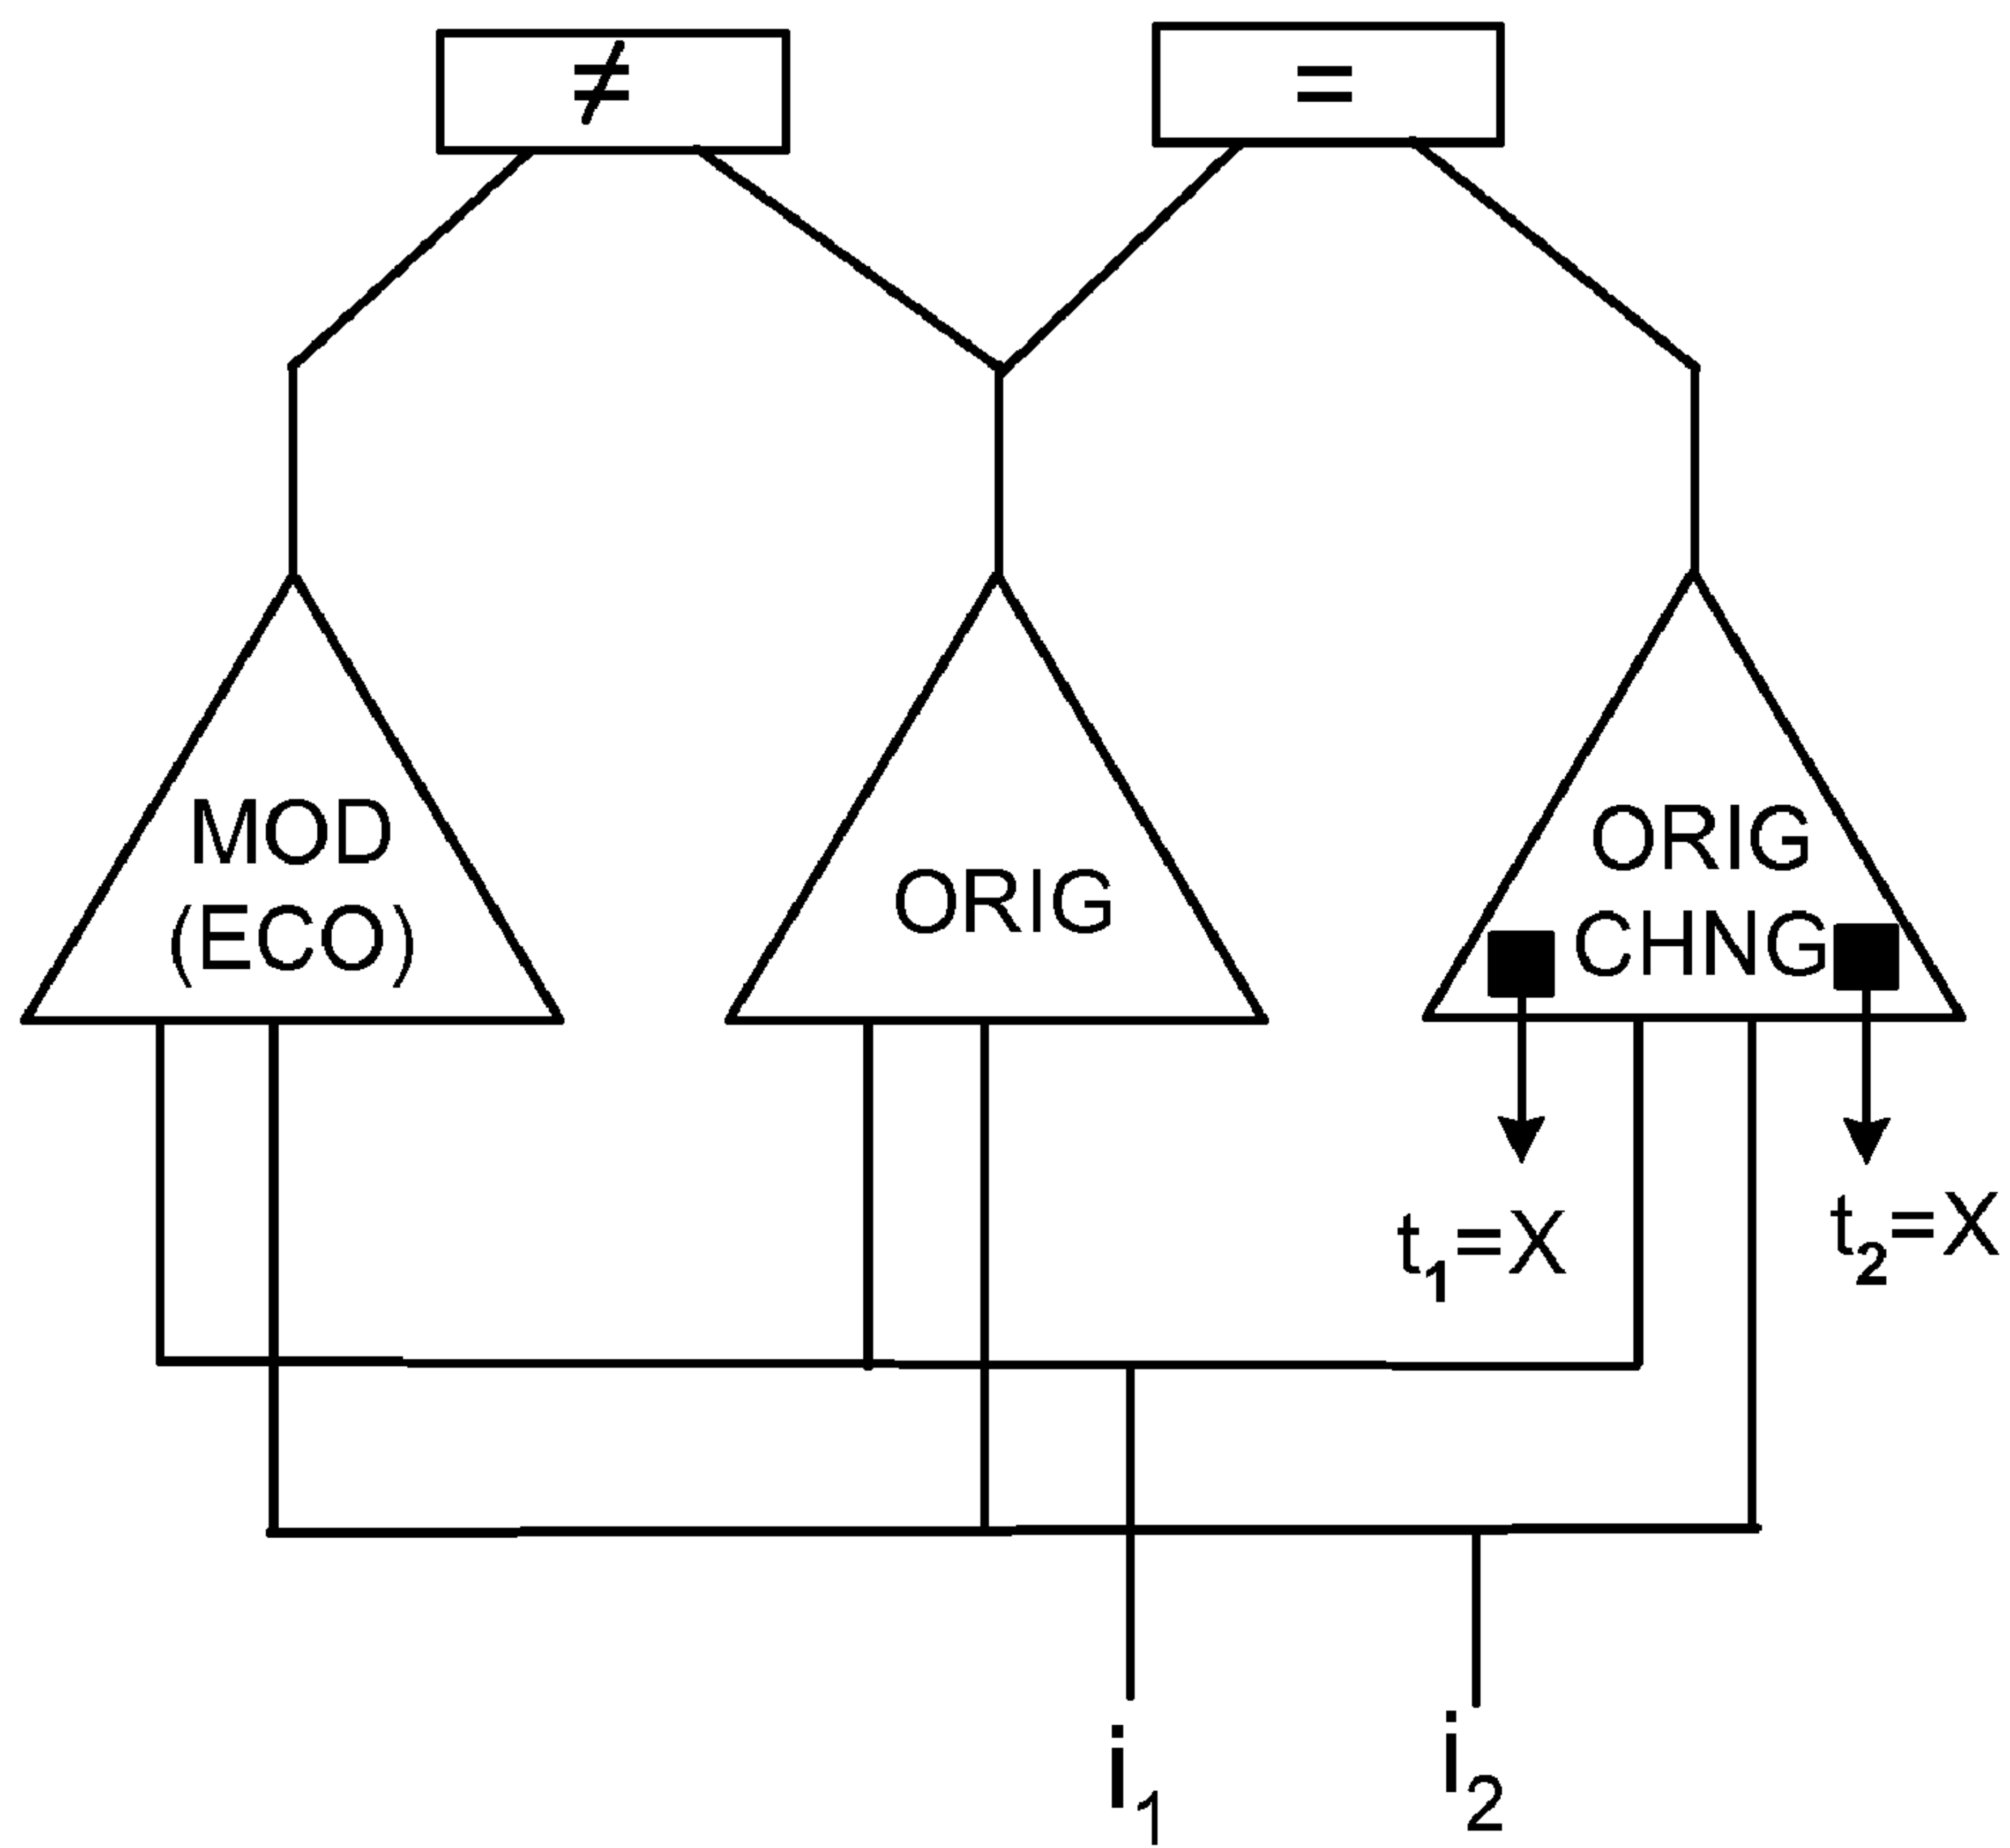 ≠
=
MOD
(ECO)
ORIG
ORIG
CHNG
t₁=X
t₂=X
i₁
i₂